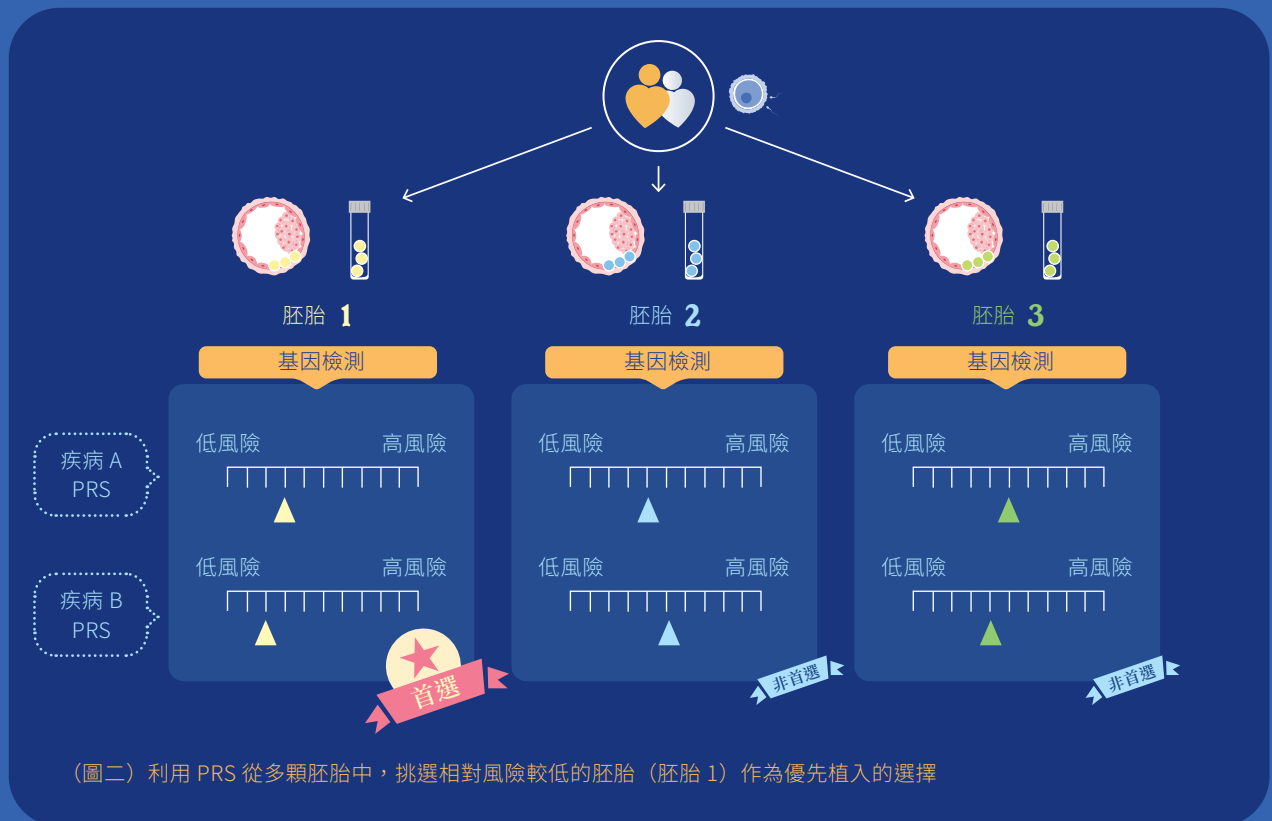 胚胎 1
胚胎 2
胚胎 3
基因檢測
基因檢測
基因檢測
疾病 A
PRS
低風險 高風險
低風險 高風險
低風險 高風險
疾病 B
PRS
低風險 高風險
低風險 高風險
低風險 高風險
首選
非首選
非首選
（圖二）利用 PRS 從多顆胚胎中，挑選相對風險較低的胚胎（胚胎 1）作為優先植入的選擇